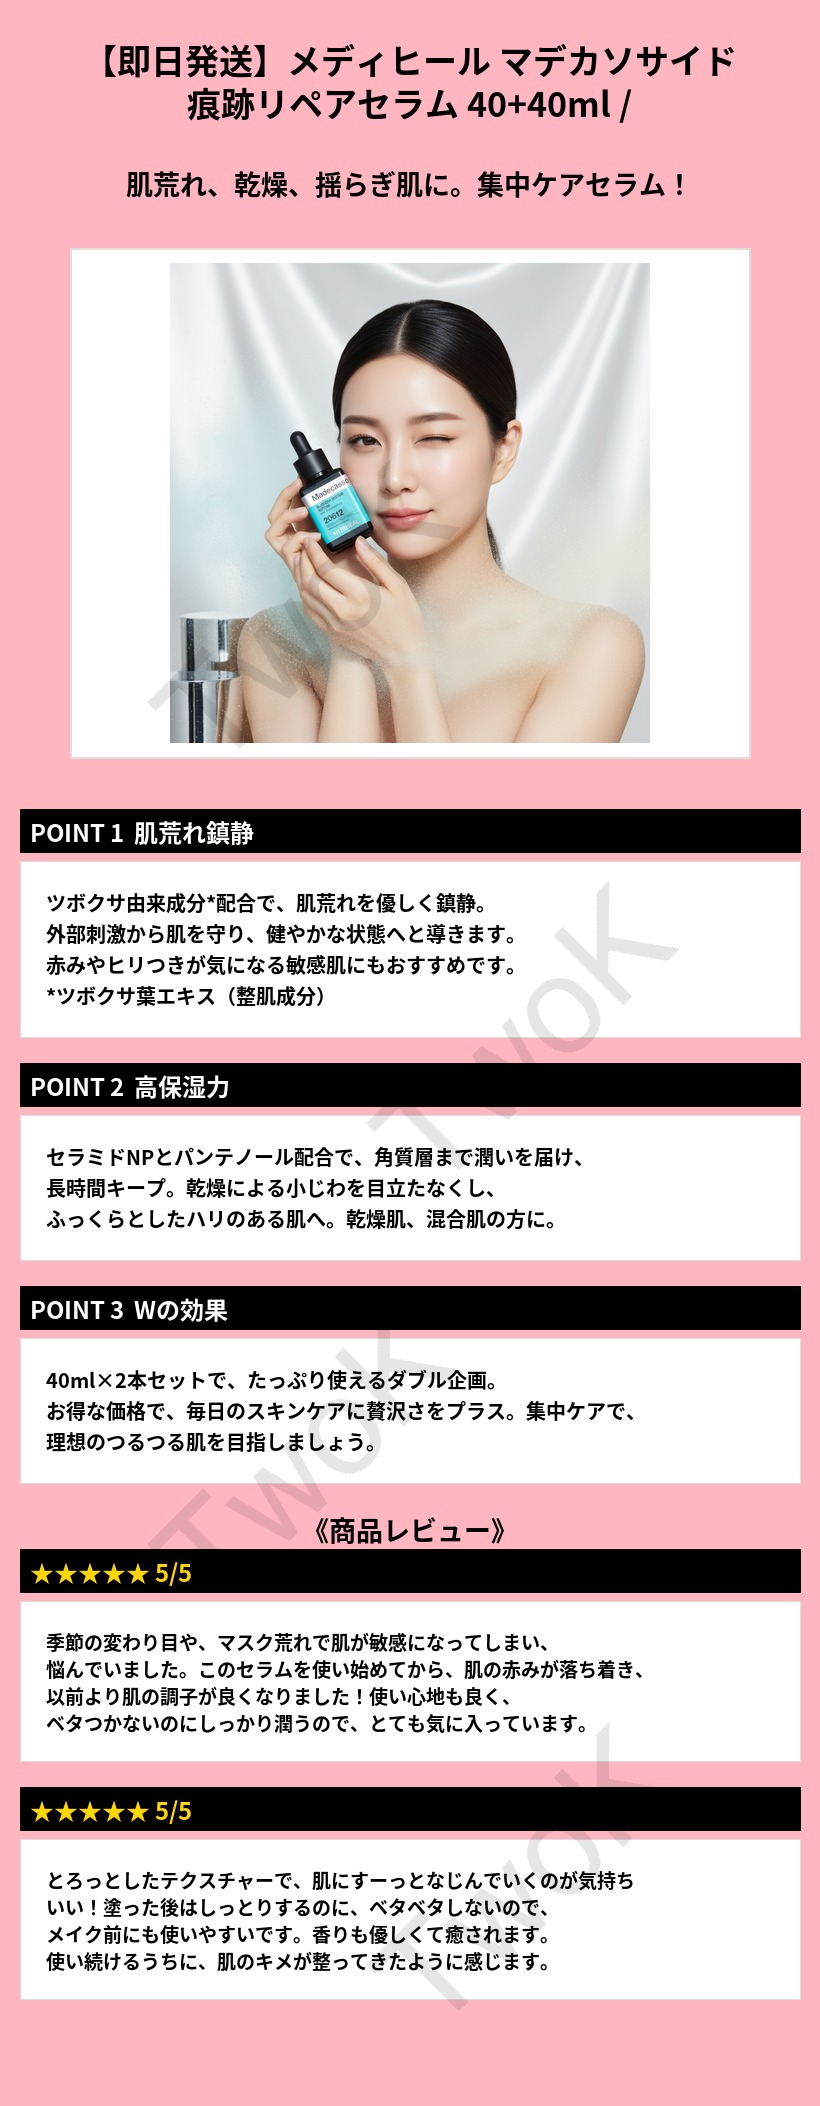 【即日発送】メディヒール マデカソサイド
痕跡リペアセラム 40+40ml /
肌荒れ、乾燥、揺らぎ肌に。集中ケアセラム！
Madecasso
20612
TwoK
POINT 1 肌荒れ鎮静
ツボクサ由来成分*配合で、肌荒れを優しく鎮静。
外部刺激から肌を守り、健やかな状態へと導きます。
赤みやヒリつきが気になる敏感肌にもおすすめです。
*ツボクサ葉エキス（整肌成分）
TwoK
POINT 2 高保湿力
セラミドNPとパンテノール配合で、角質層まで潤いを届け、
長時間キープ。乾燥による小じわを目立たなくし、
ふっくらとしたハリのある肌へ。乾燥肌、混合肌の方に。
POINT 3 Wの効果
40ml×2本セットで、たっぷり使えるダブル企画。
お得な価格で、毎日のスキンケアに贅沢さをプラス。集中ケアで、
理想のつるつる肌を目指しましょう。
TwoK
《商品レビュー》
★★★★★ 5/5
季節の変わり目や、マスク荒れで肌が敏感になってしまい、
悩んでいました。このセラムを使い始めてから、肌の赤みが落ち着き、
以前より肌の調子が良くなりました！使い心地も良く、
ベタつかないのにしっかり潤うので、とても気に入っています。
★★★★★ 5/5
とろっとしたテクスチャーで、肌にすーっとなじんでいくのが気持ち
いい！塗った後はしっとりするのに、ベタベタしないので、
メイク前にも使いやすいです。香りも優しくて癒されます。
使い続けるうちに、肌のキメが整ってきたように感じます。
TwoK